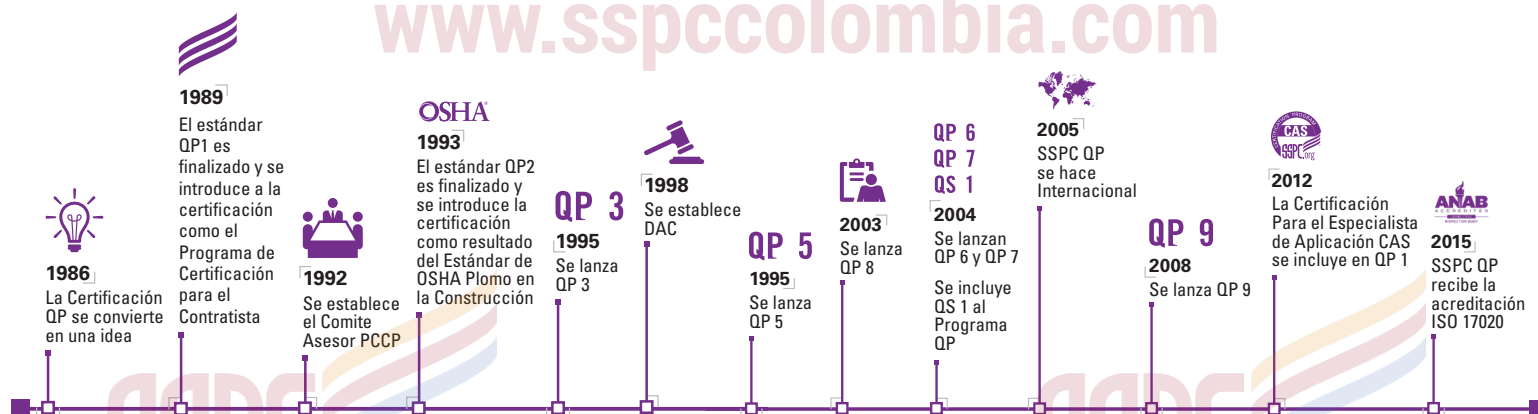 www.sspccolombia.com
1986
La Certificación
QP se convierte
en una idea
1989
El estándar
QP1 es
finalizado y se
introduce a la
certificación
como el
Programa de
Certificación
para el
Contratista
1992
Se establece
el Comite
Asesor PCCP
OSHA
1993
El estándar QP2
es finalizado y
se introduce la
certificación
como resultado
del Estándar de
OSHA Plomo en
la Construcción
QP 3
1995
Se lanza
QP 3
1998
Se establece
DAC
QP 5
1995
Se lanza
QP 5
2003
Se lanza
QP 8
QP 6
QP 7
QS 1
2004
Se lanzan
QP 6 y QP 7
Se incluye
QS 1 al
Programa
QP
2005
SSPC QP
se hace
Internacional
QP 9
2008
Se lanza QP 9
CAS
SSPC.org
2012
La Certificación
Para el Especialista
de Aplicación CAS
se incluye en QP 1
ANAB
ACCREDITED
2015
SSPC QP
recibe la
acreditación
ISO 17020